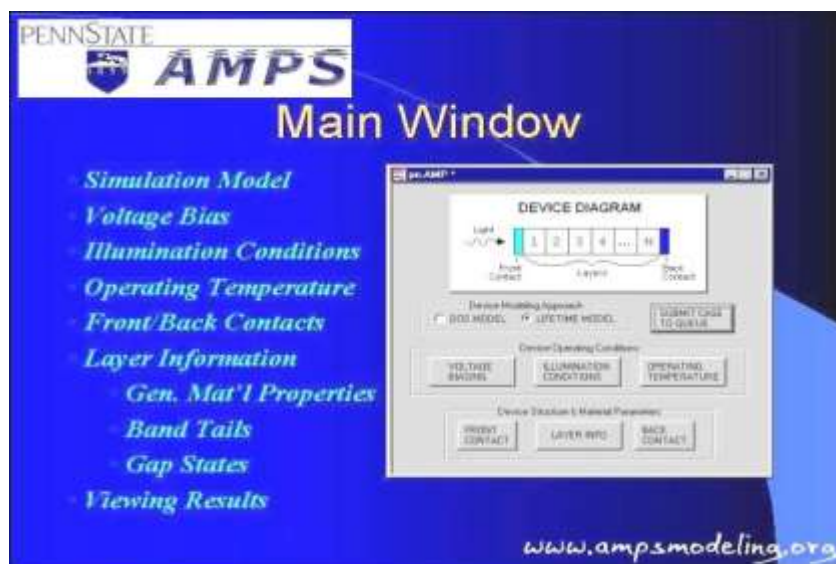 PENNSTATE
AMPS
Main Window
Simulation Model
Voltage Bias
Illumination Conditions
Operating Temperature
Front/Back Contacts
Layer Information
Gen. Mat'l Properties
Band Tails
Gap States
Viewing Results
pn.AMP *
DEVICE DIAGRAM
Light
1 2 3 4 ... N
Front
Contact
Layers
Back
Contact
Device Modeling Approach
DOS MODEL LIFETIME MODEL
SUBMIT CASE
TO QUEUE
Device Operating Conditions
VOLTAGE
BIASING
ILLUMINATION
CONDITIONS
OPERATING
TEMPERATURE
Device Structure & Material Parameters
FRONT
CONTACT
LAYER INFO
BACK
CONTACT
www.ampsmodeling.org